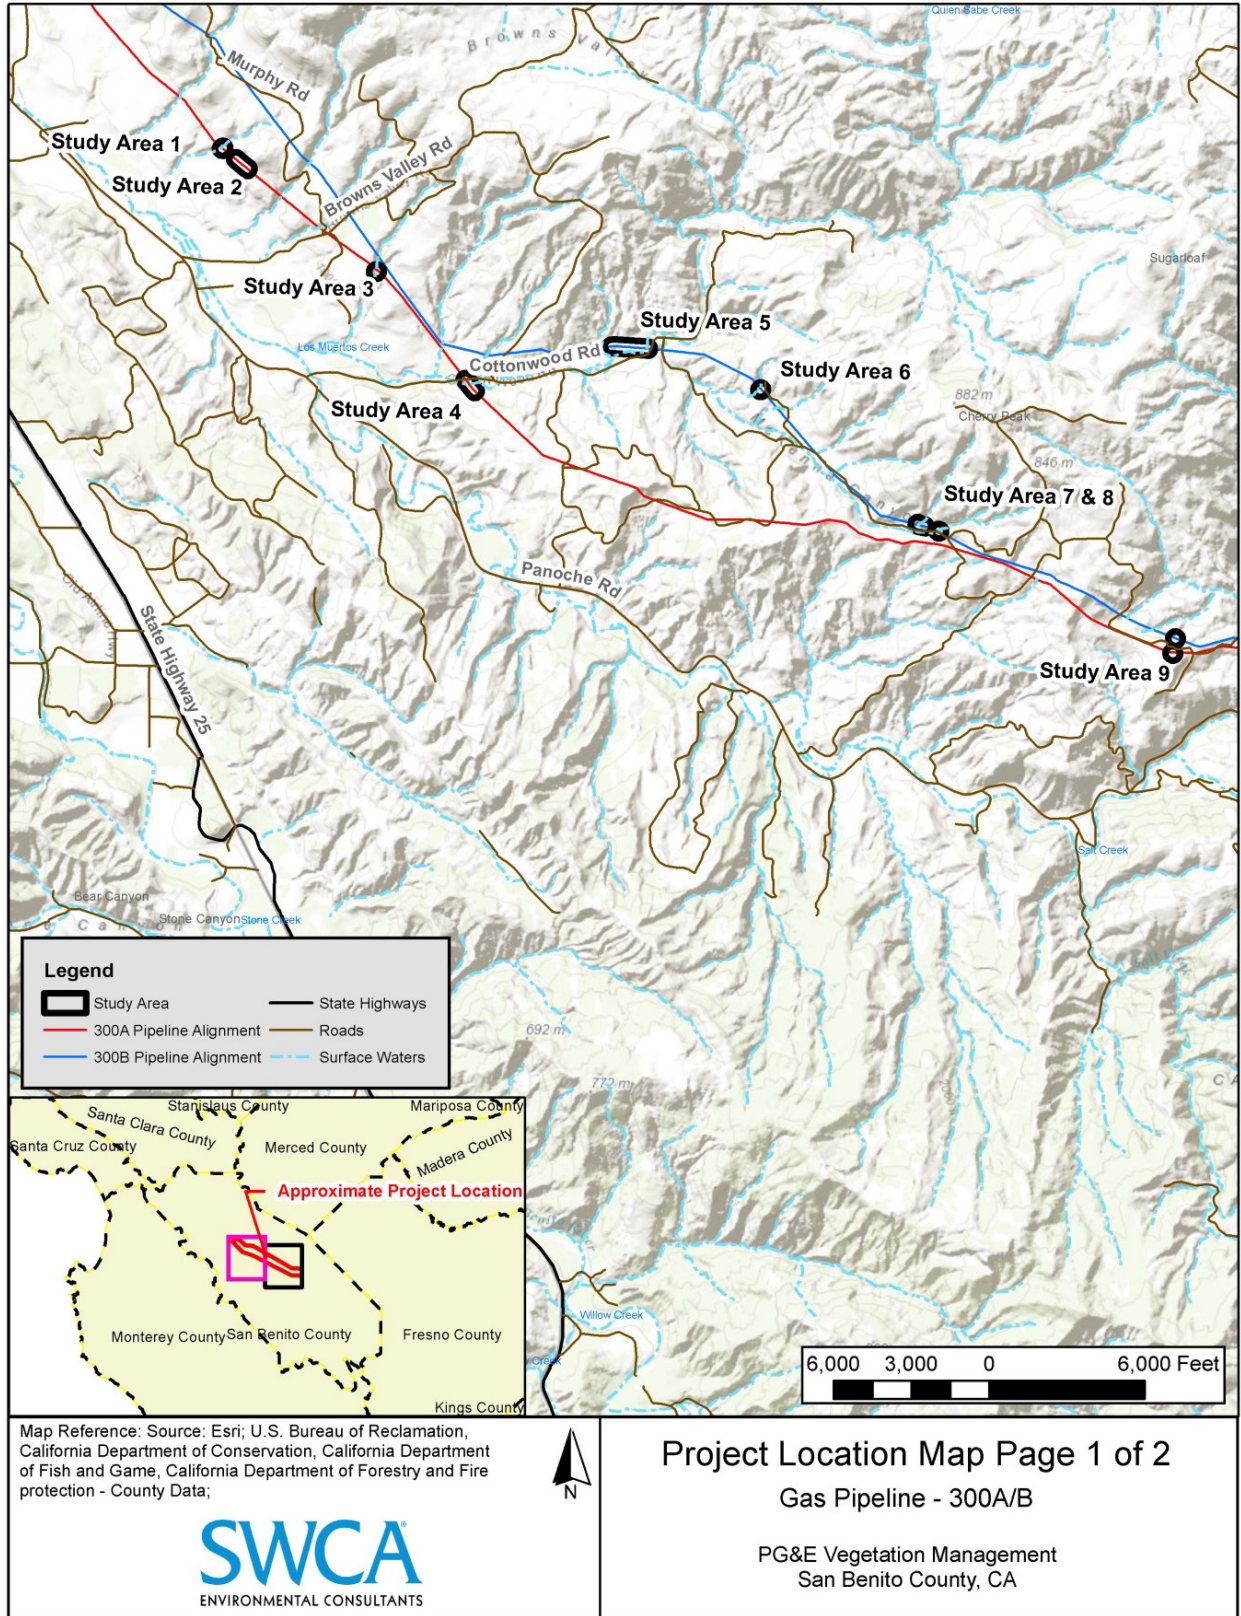 Quien Sabe Creek
Browns Valle
Murphy Rd
Study Area 1
Browns Valley Rd
Study Area 2
Sugarloaf
Study Area 3
Study Area 5
Los Muertos Creek
Cottonwood Rd
Study Area 6
882 m
Study Area 4
Cherry Peak
846 m
Study Area 7 & 8
Panoche Rd
State Highway 25
Study Area 9
Salt Creek
Bear Canyon
Stone Canyon
Stone Creek
Legend
Study Area
State Highways
300A Pipeline Alignment
Roads
300B Pipeline Alignment
Surface Waters
692 m
772 m
Stanislaus County
Mariposa County
Santa Clara County
Santa Cruz County
Merced County
Madera County
Approximate Project Location
Monterey County
San Benito County
Fresno County
Kings County
Willow Creek
Creek
6,000 3,000 0 6,000 Feet
Map Reference: Source: Esri; U.S. Bureau of Reclamation,
California Department of Conservation, California Department
of Fish and Game, California Department of Forestry and Fire
protection - County Data;
N
SWCA
ENVIRONMENTAL CONSULTANTS
Project Location Map Page 1 of 2
Gas Pipeline - 300A/B
PG&E Vegetation Management
San Benito County, CA